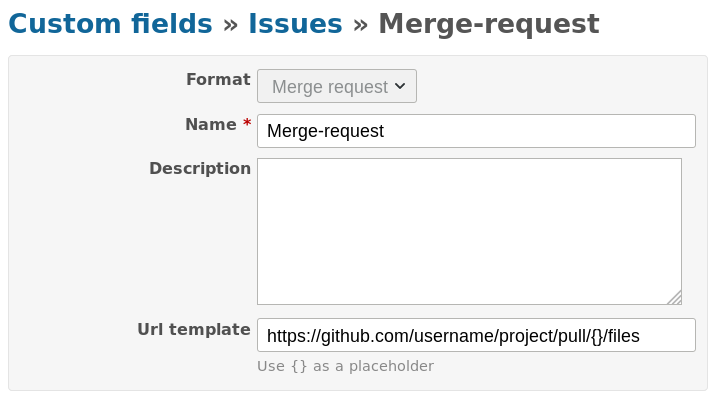 Custom fields » Issues » Merge-request
Format Merge request
Name * Merge-request
Description
Url template https://github.com/username/project/pull/{}/files
Use {} as a placeholder